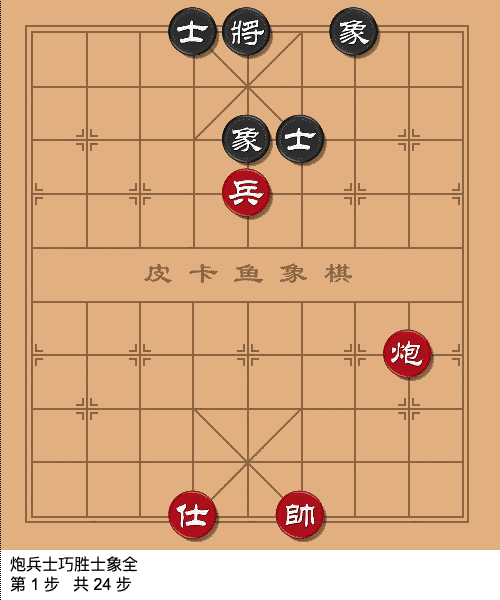 士 將 象
象 士
兵
皮卡鱼象棋
炮
仕 帥
炮兵士巧胜士象全
第 1 步 共 24 步